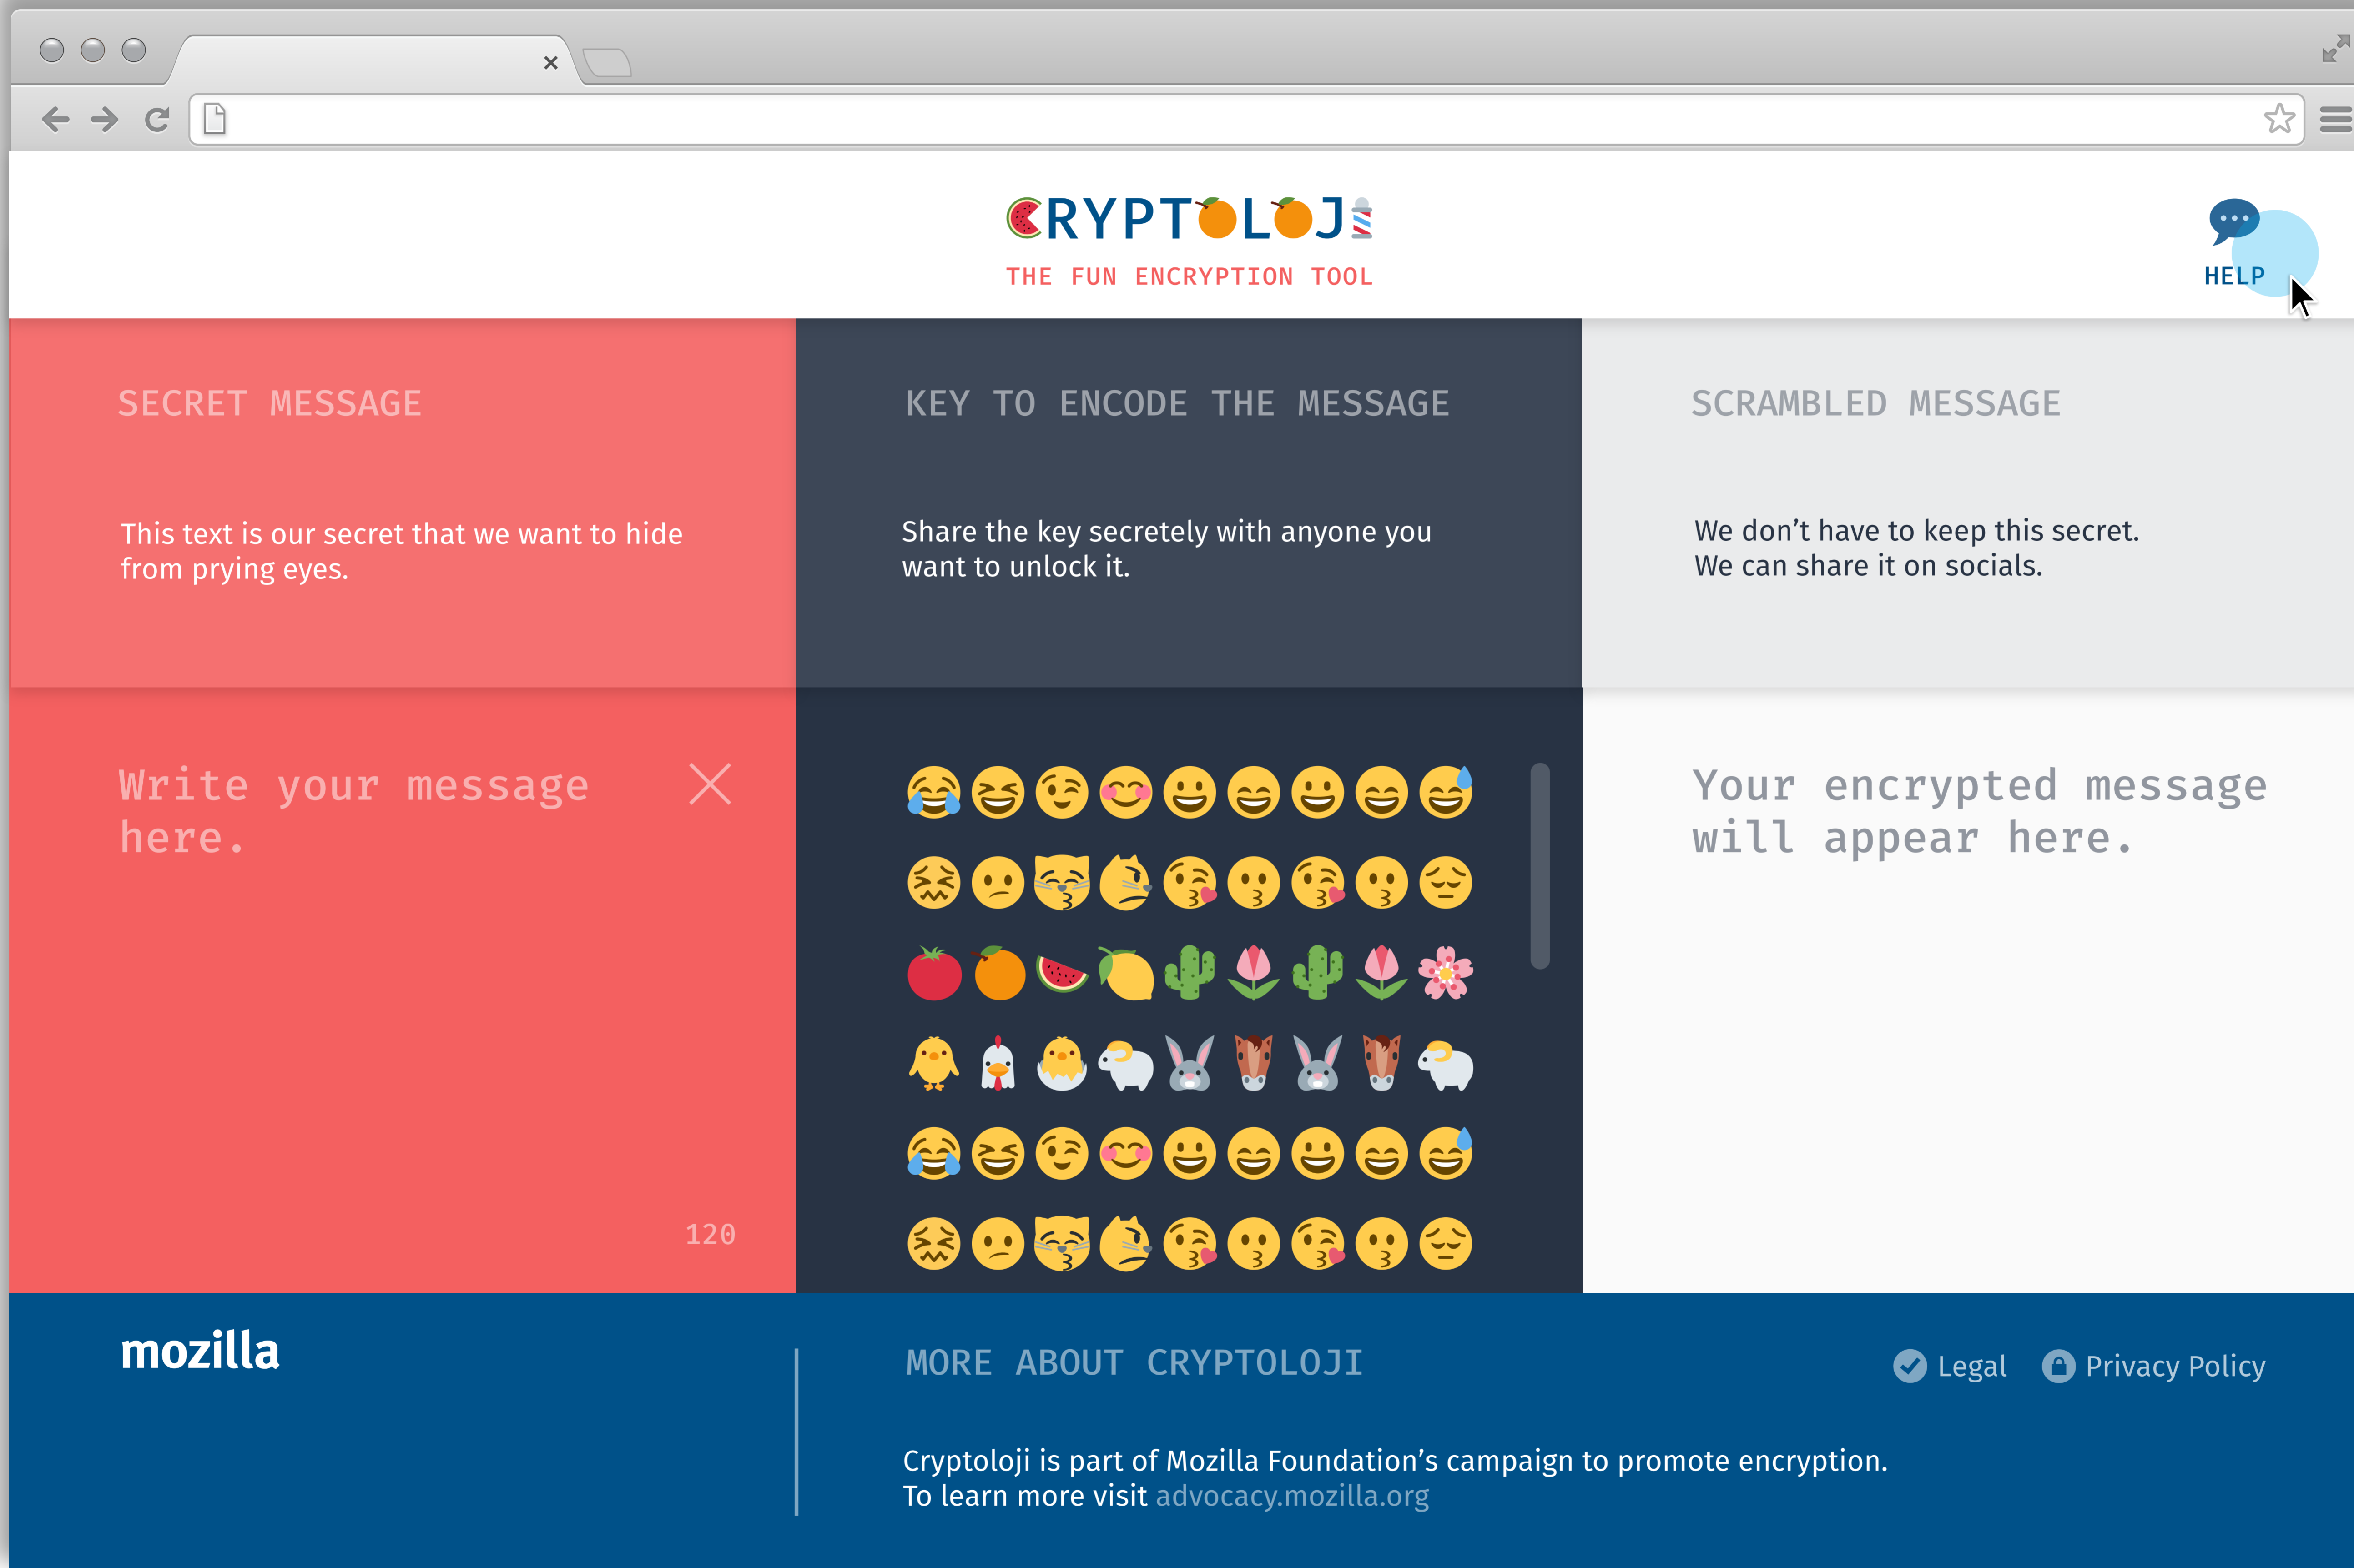 CRYPTOLOJI
THE FUN ENCRYPTION TOOL
HELP
SECRET MESSAGE
This text is our secret that we want to hide
from prying eyes.
KEY TO ENCODE THE MESSAGE
Share the key secretely with anyone you
want to unlock it.
SCRAMBLED MESSAGE
We don’t have to keep this secret.
We can share it on socials.
Write your message
here.
120
Your encrypted message
will appear here.
mozilla
MORE ABOUT CRYPTOLOJI
Cryptoloji is part of Mozilla Foundation’s campaign to promote encryption.
To learn more visit advocacy.mozilla.org
Legal
Privacy Policy